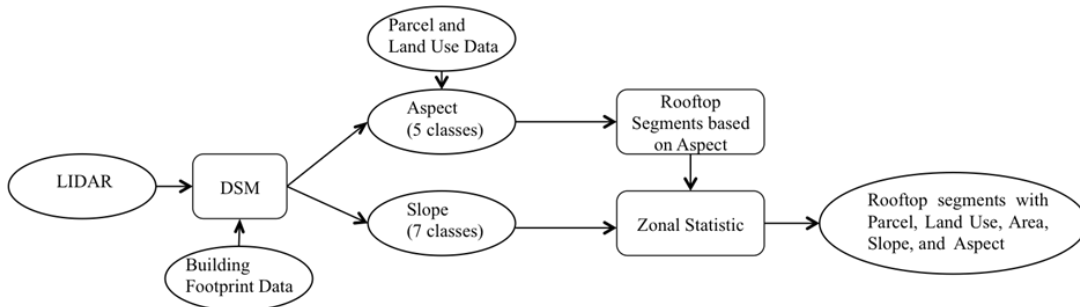 Parcel and
Land Use Data
Aspect
(5 classes)
Rooftop
Segments based
on Aspect
LIDAR
DSM
Slope
(7 classes)
Zonal Statistic
Rooftop segments with
Parcel, Land Use, Area,
Slope, and Aspect
Building
Footprint Data